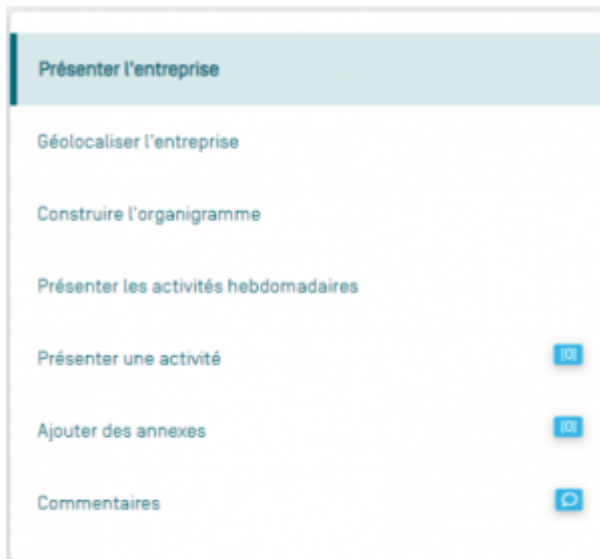 Présenter l'entreprise
Géolocaliser l'entreprise
Construire l'organigramme
Présenter les activités hebdomadaires
Présenter une activité [0]
Ajouter des annexes [0]
Commentaires